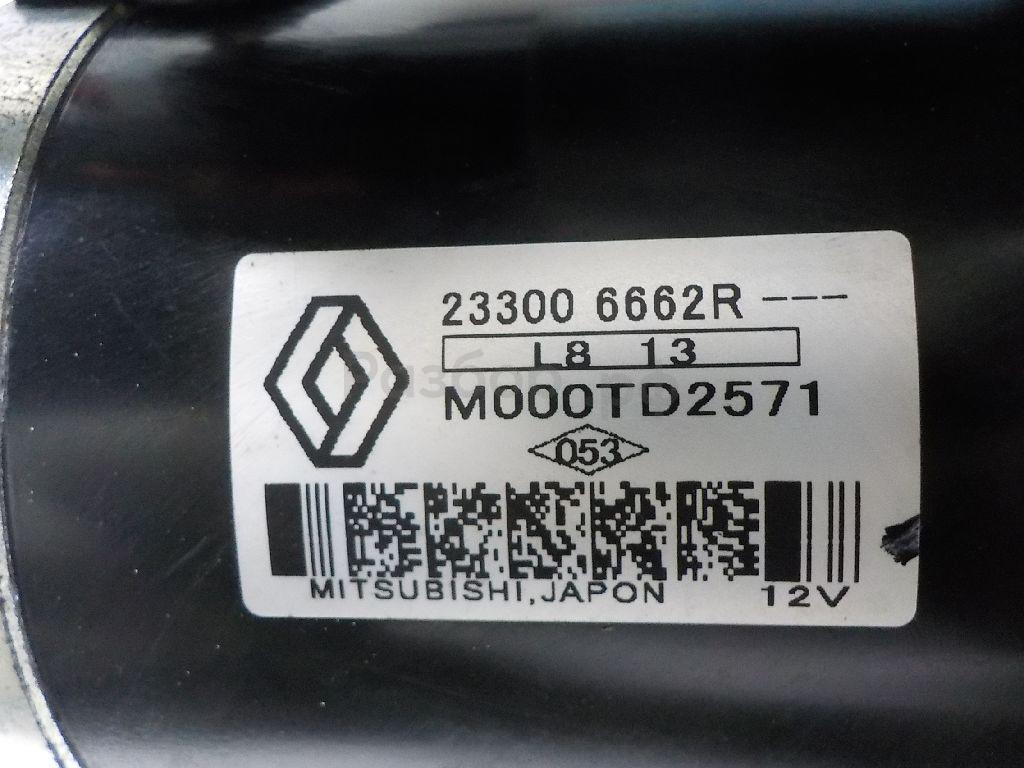 23300 6662R ---
L8 13
M000TD2571
053
MITSUBISHI, JAPON
12V